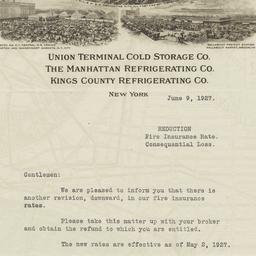 UNION TERMINAL COLD STORAGE CO.
THE MANHATTAN REFRIGERATING CO.
KINGS COUNTY REFRIGERATING CO.
NEW YORK
June 9, 1927.
REDUCTION
Fire Insurance Rate.
Consequential Loss.
Gentlemen:
We are pleased to inform you that there is
another revision, downward, in our fire insurance
rates.
Please take this matter up with your broker
and obtain the refund to which you are entitled.
The new rates are effective as of May 2, 1927.